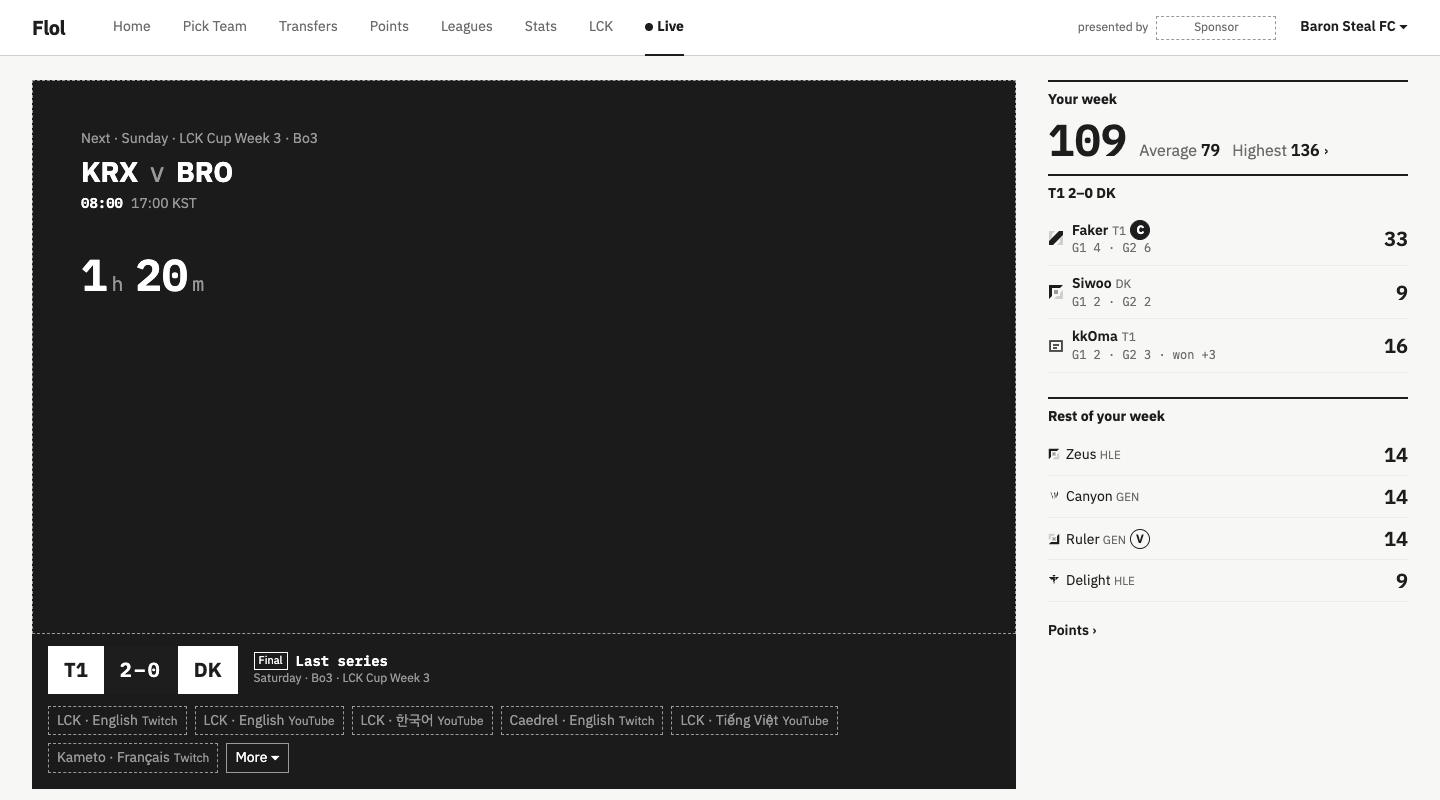 Flol
Home
Pick Team
Transfers
Points
Leagues
Stats
LCK
Live
presented by
Sponsor
Baron Steal FC
Next · Sunday · LCK Cup Week 3 · Bo3
KRX v BRO
08:00 17:00 KST
1 h 20 m
T1 2–0 DK
Final Last series
Saturday · Bo3 · LCK Cup Week 3
LCK · English Twitch
LCK · English YouTube
LCK · 한국어 YouTube
Caedrel · English Twitch
LCK · Tiếng Việt YouTube
Kameto · Français Twitch
More
Your week
109 Average 79 Highest 136 ›
T1 2–0 DK
Faker T1 C
G1 4 · G2 6
33
Siwoo DK
G1 2 · G2 2
9
kkOma T1
G1 2 · G2 3 · won +3
16
Rest of your week
Zeus HLE 14
Canyon GEN 14
Ruler GEN V 14
Delight HLE 9
Points ›